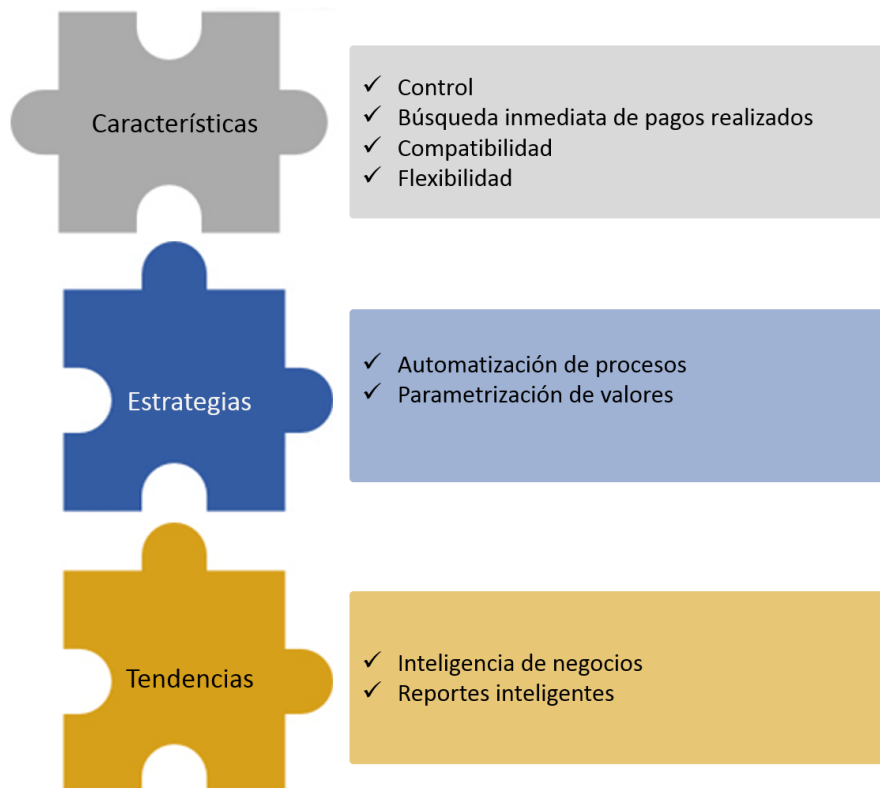 Característícas
✓ Control
✓ Búsqueda inmediata de pagos realizados
✓ Compatibilidad
✓ Flexibilidad
Estrategias
✓ Automatización de procesos
✓ Parametrización de valores
Tendencias
✓ Inteligencia de negocios
✓ Reportes inteligentes